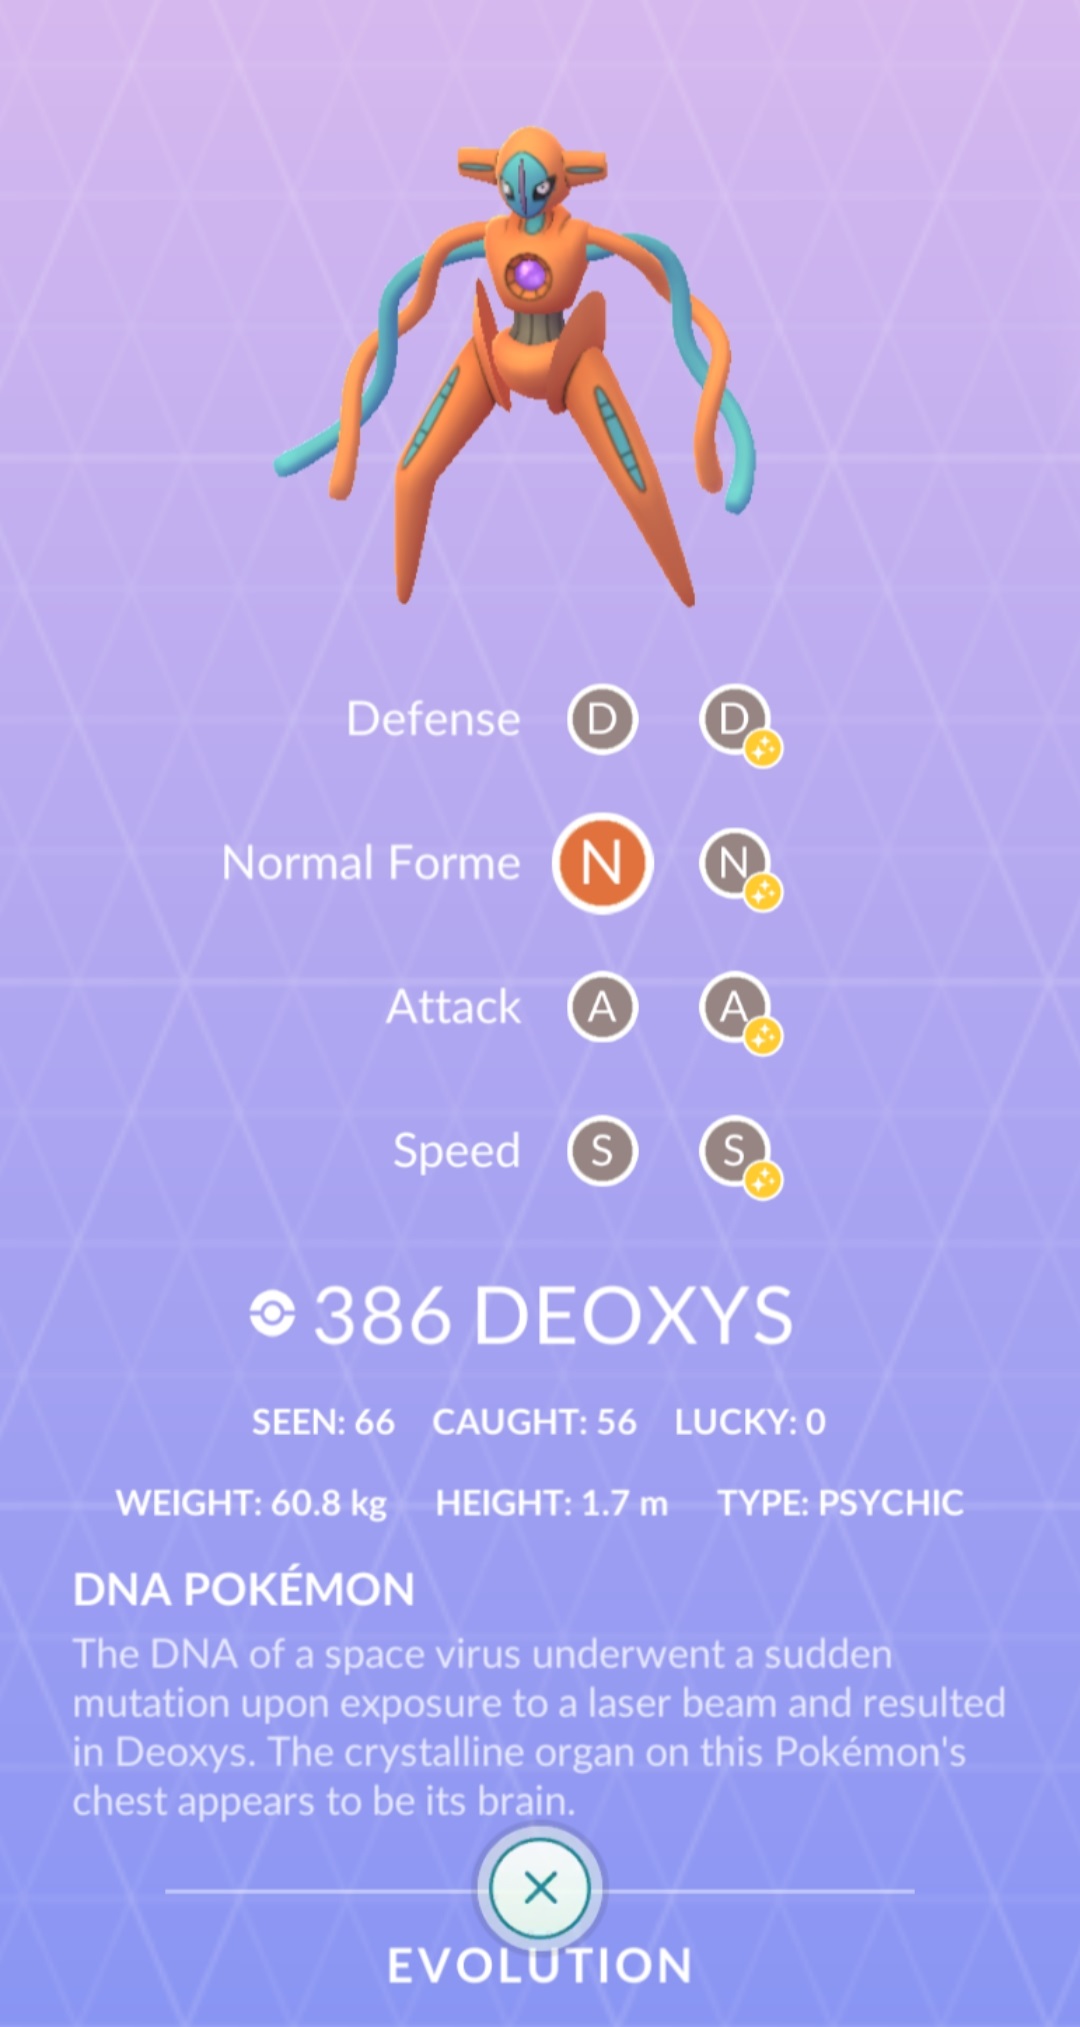 Defense D D
Normal Forme N N
Attack A A
Speed S S
386 DEOXYS
SEEN: 66 CAUGHT: 56 LUCKY: 0
WEIGHT: 60.8 kg HEIGHT: 1.7 m TYPE: PSYCHIC
DNA POKÉMON
The DNA of a space virus underwent a sudden
mutation upon exposure to a laser beam and resulted
in Deoxys. The crystalline organ on this Pokémon's
chest appears to be its brain.
EVOLUTION